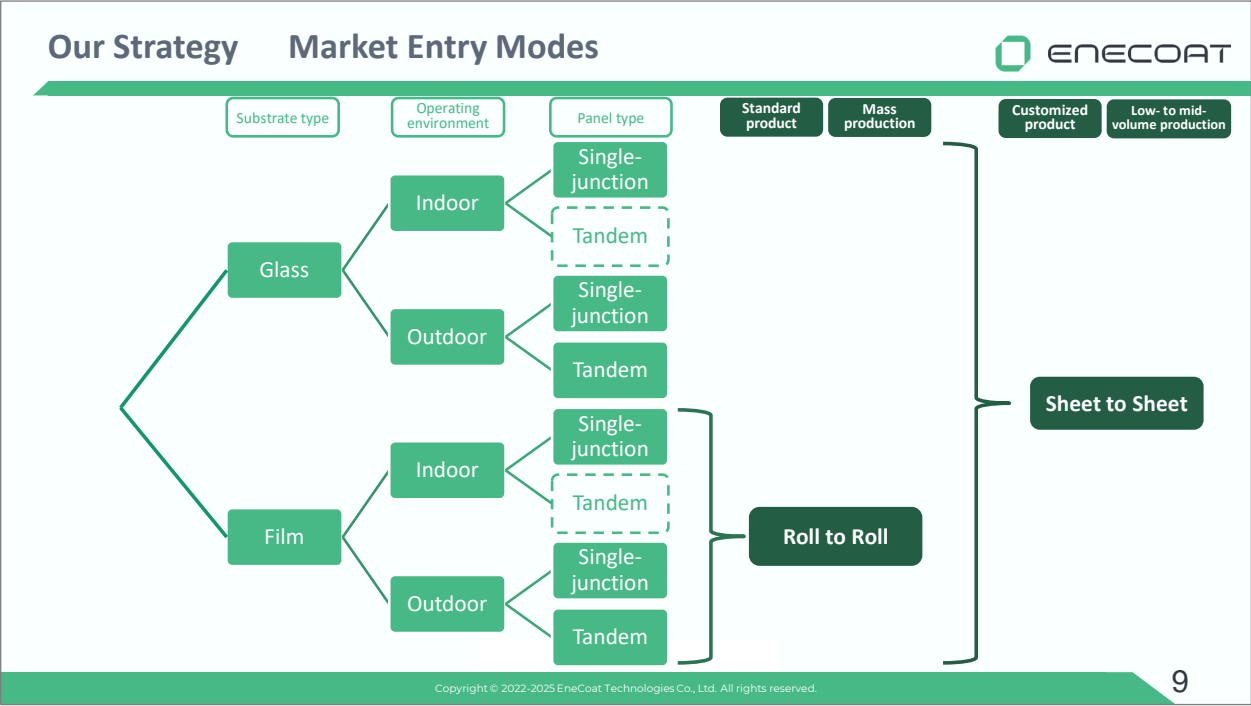 Our Strategy Market Entry Modes
ENECOAT
Substrate type
Operating
environment
Panel type
Standard
product
Mass
production
Customized
product
Low- to mid-
volume production
Glass
Indoor
Single-
junction
Tandem
Outdoor
Single-
junction
Tandem
Film
Indoor
Single-
junction
Tandem
Outdoor
Single-
junction
Tandem
Roll to Roll
Sheet to Sheet
Copyright © 2022-2025 EneCoat Technologies Co., Ltd. All rights reserved.
9